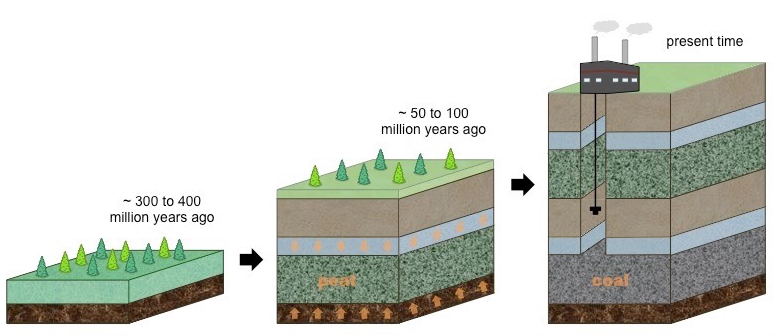 ~ 300 to 400
million years ago
~ 50 to 100
million years ago
peat
present time
coal